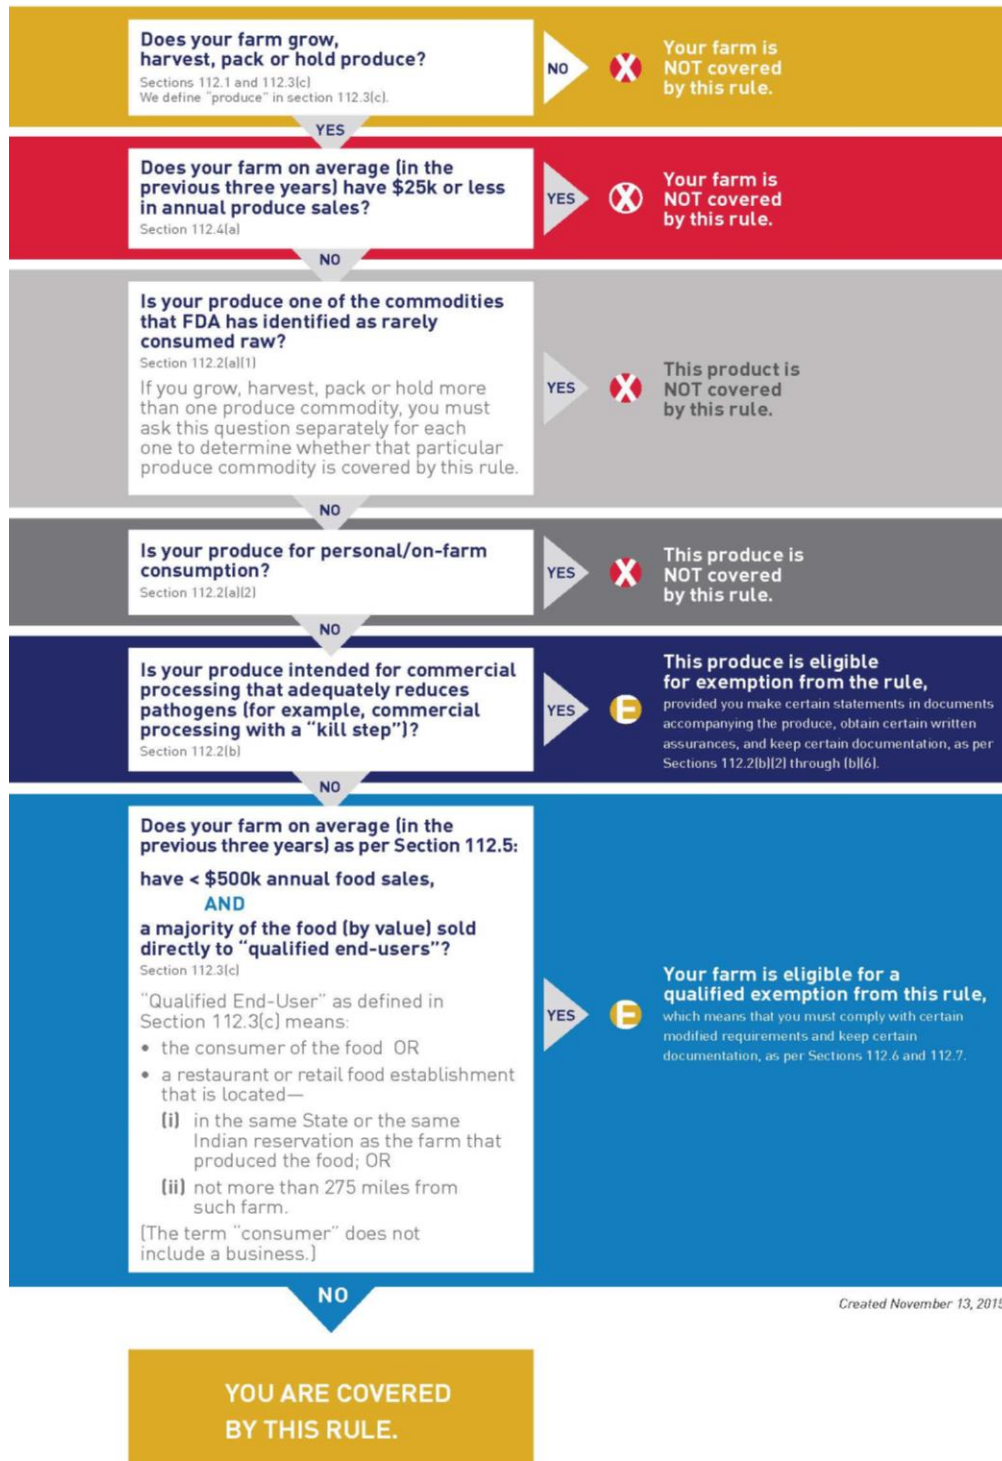 Does your farm grow,
harvest, pack or hold produce?
Sections 112.1 and 112.3(c)
We define "produce" in section 112.3(c).
NO
X
Your farm is
NOT covered
by this rule.
YES
Does your farm on average (in the
previous three years) have $25k or less
in annual produce sales?
Section 112.4(a)
YES
X
Your farm is
NOT covered
by this rule.
NO
Is your produce one of the commodities
that FDA has identified as rarely
consumed raw?
Section 112.2(a)(1)
If you grow, harvest, pack or hold more
than one produce commodity, you must
ask this question separately for each
one to determine whether that particular
produce commodity is covered by this rule.
YES
X
This product is
NOT covered
by this rule.
NO
Is your produce for personal/on-farm
consumption?
Section 112.2(a)(2)
YES
X
This produce is
NOT covered
by this rule.
NO
Is your produce intended for commercial
processing that adequately reduces
pathogens (for example, commercial
processing with a "kill step")?
Section 112.2(b)
YES
E
This produce is eligible
for exemption from the rule,
provided you make certain statements in documents
accompanying the produce, obtain certain written
assurances, and keep certain documentation, as per
Sections 112.2(b)(2) through (b)(6).
NO
Does your farm on average (in the
previous three years) as per Section 112.5:
have < $500k annual food sales,
AND
a majority of the food (by value) sold
directly to "qualified end-users"?
Section 112.3(c)
"Qualified End-User" as defined in
Section 112.3(c) means:
• the consumer of the food OR
• a restaurant or retail food establishment
that is located—
(i) in the same State or the same
Indian reservation as the farm that
produced the food; OR
(ii) not more than 275 miles from
such farm.
(The term "consumer" does not
include a business.)
YES
E
Your farm is eligible for a
qualified exemption from this rule,
which means that you must comply with certain
modified requirements and keep certain
documentation, as per Sections 112.6 and 112.7.
NO
Created November 13, 2015
YOU ARE COVERED
BY THIS RULE.